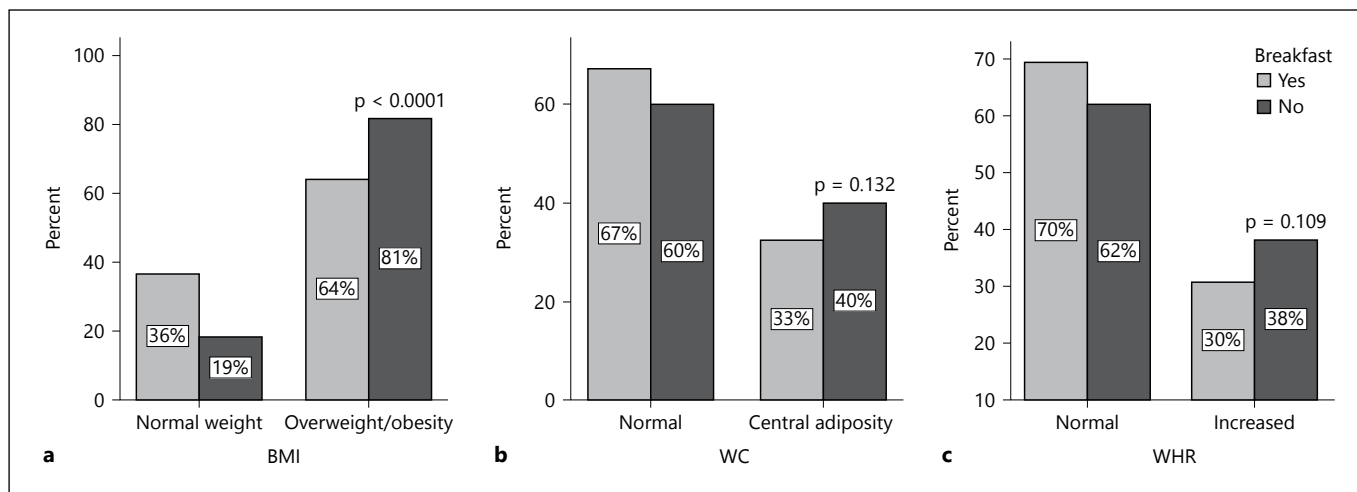 100
80
60
40
20
0
Percent
p < 0.0001
36%
19%
64%
81%
Normal weight Overweight/obesity
a BMI
60
40
20
0
Percent
p = 0.132
67%
60%
33%
40%
Normal Central adiposity
b WC
70
60
50
40
30
20
10
Percent
Breakfast
Yes
No
p = 0.109
70%
62%
30%
38%
Normal Increased
c WHR